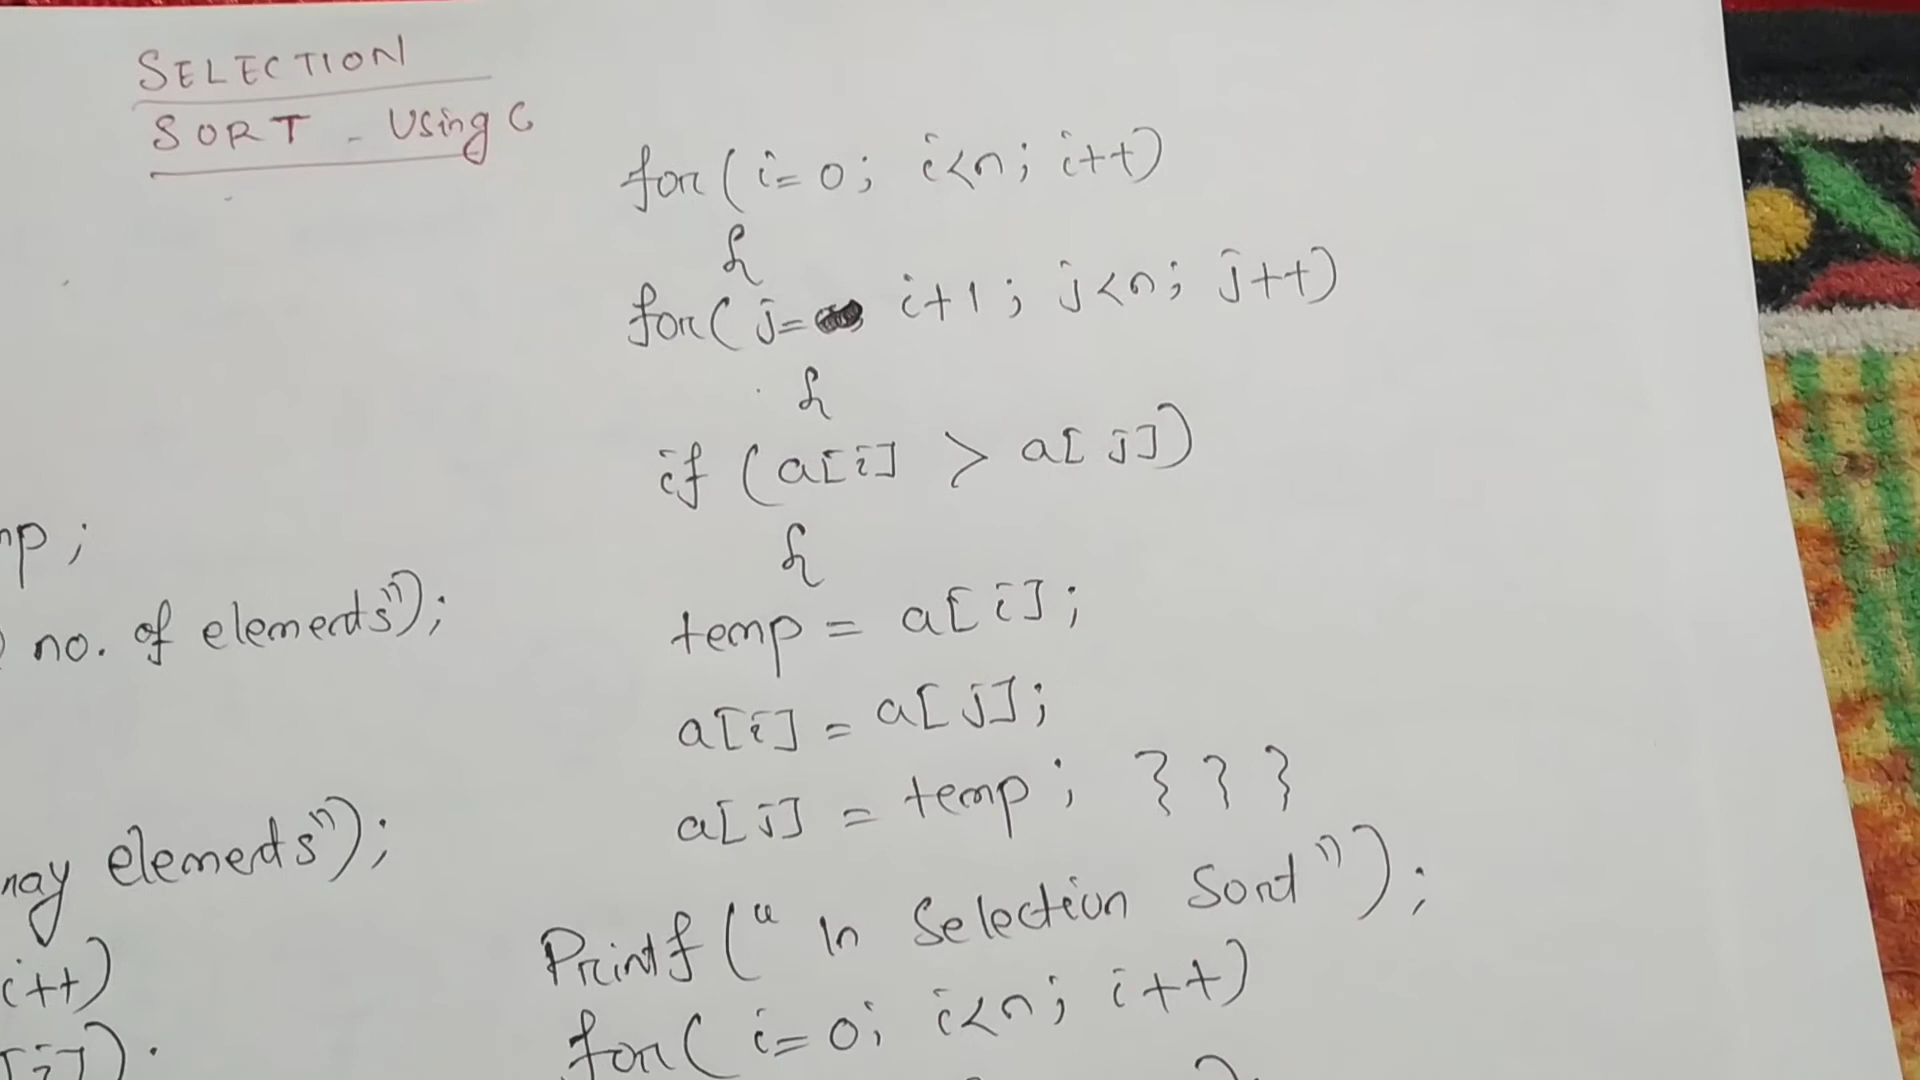 SELECTION
SORT - Using C
;
no. of elements");
elements");
i++)
for(i=0; i<n; i++)
{
for(j= i+1; j<n; j++)
{
if (a[i] > a[j])
{
temp = a[i];
a[i] = a[j];
a[j] = temp; } } }
Printf(" In Selection Sort");
for( i=0; i<n; i++)